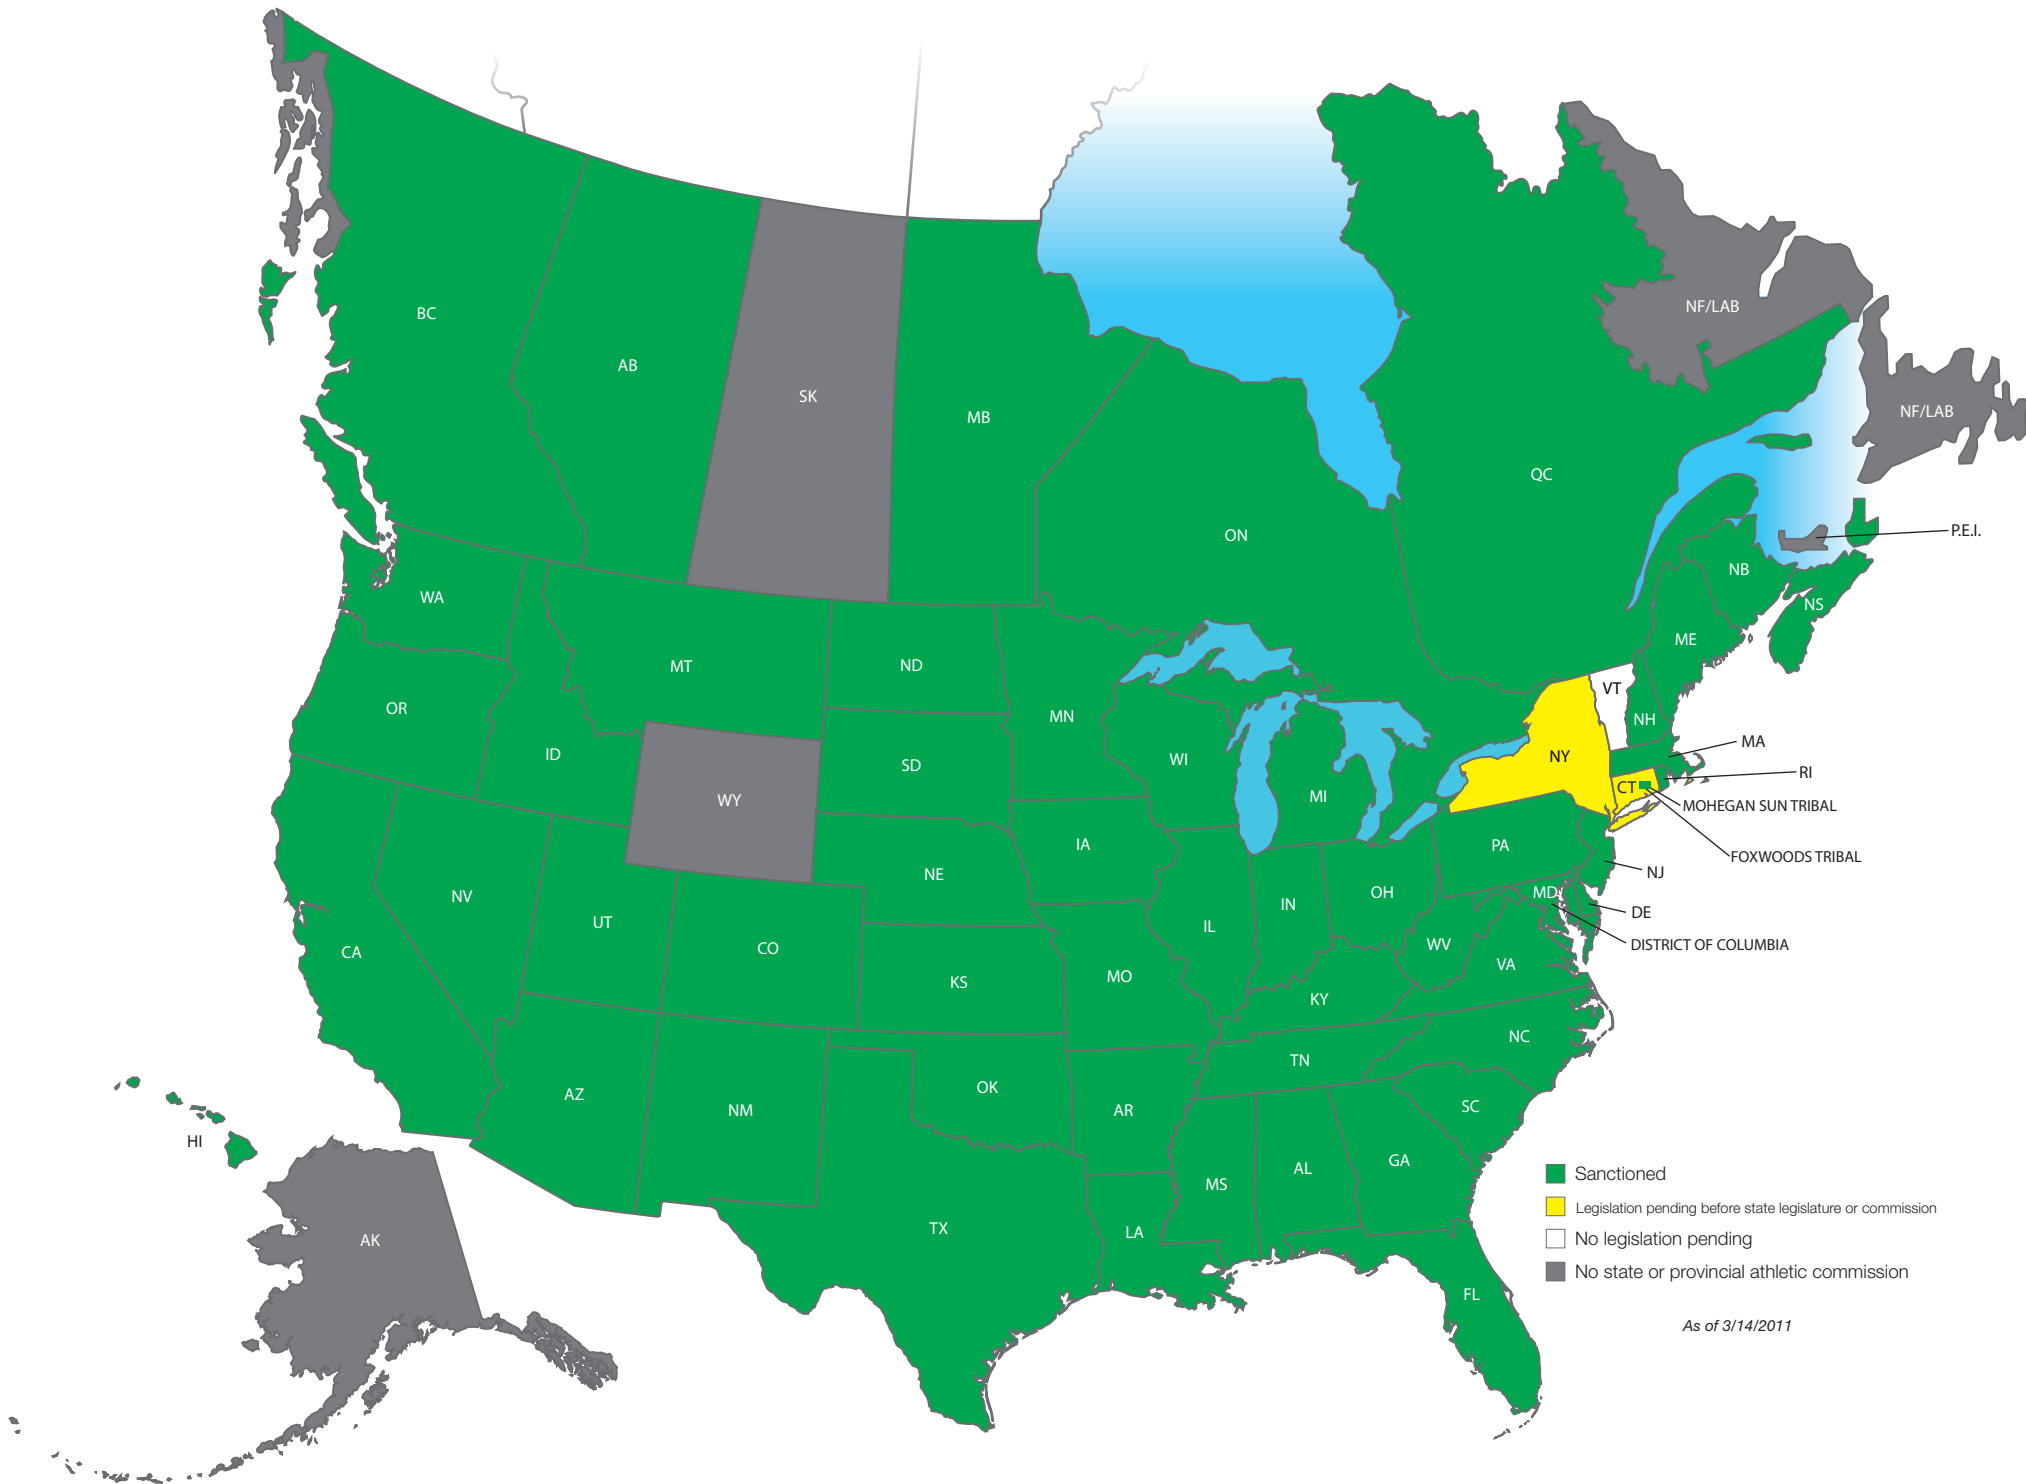 BC
AB
SK
MB
ON
QC
NF/LAB
NF/LAB
P.E.I.
NB
NS
ME
WA
MT
ND
MN
OR
ID
SD
WI
MI
NY
VT
NH
MA
RI
CT
MOHEGAN SUN TRIBAL
FOXWOODS TRIBAL
WY
IA
NE
PA
NJ
NV
UT
CO
CA
KS
MO
IL
IN
OH
MD
DE
DISTRICT OF COLUMBIA
WV
VA
KY
NC
TN
AZ
NM
OK
AR
SC
HI
MS
AL
GA
TX
LA
FL
AK
Sanctioned
Legislation pending before state legislature or commission
No legislation pending
No state or provincial athletic commission
As of 3/14/2011